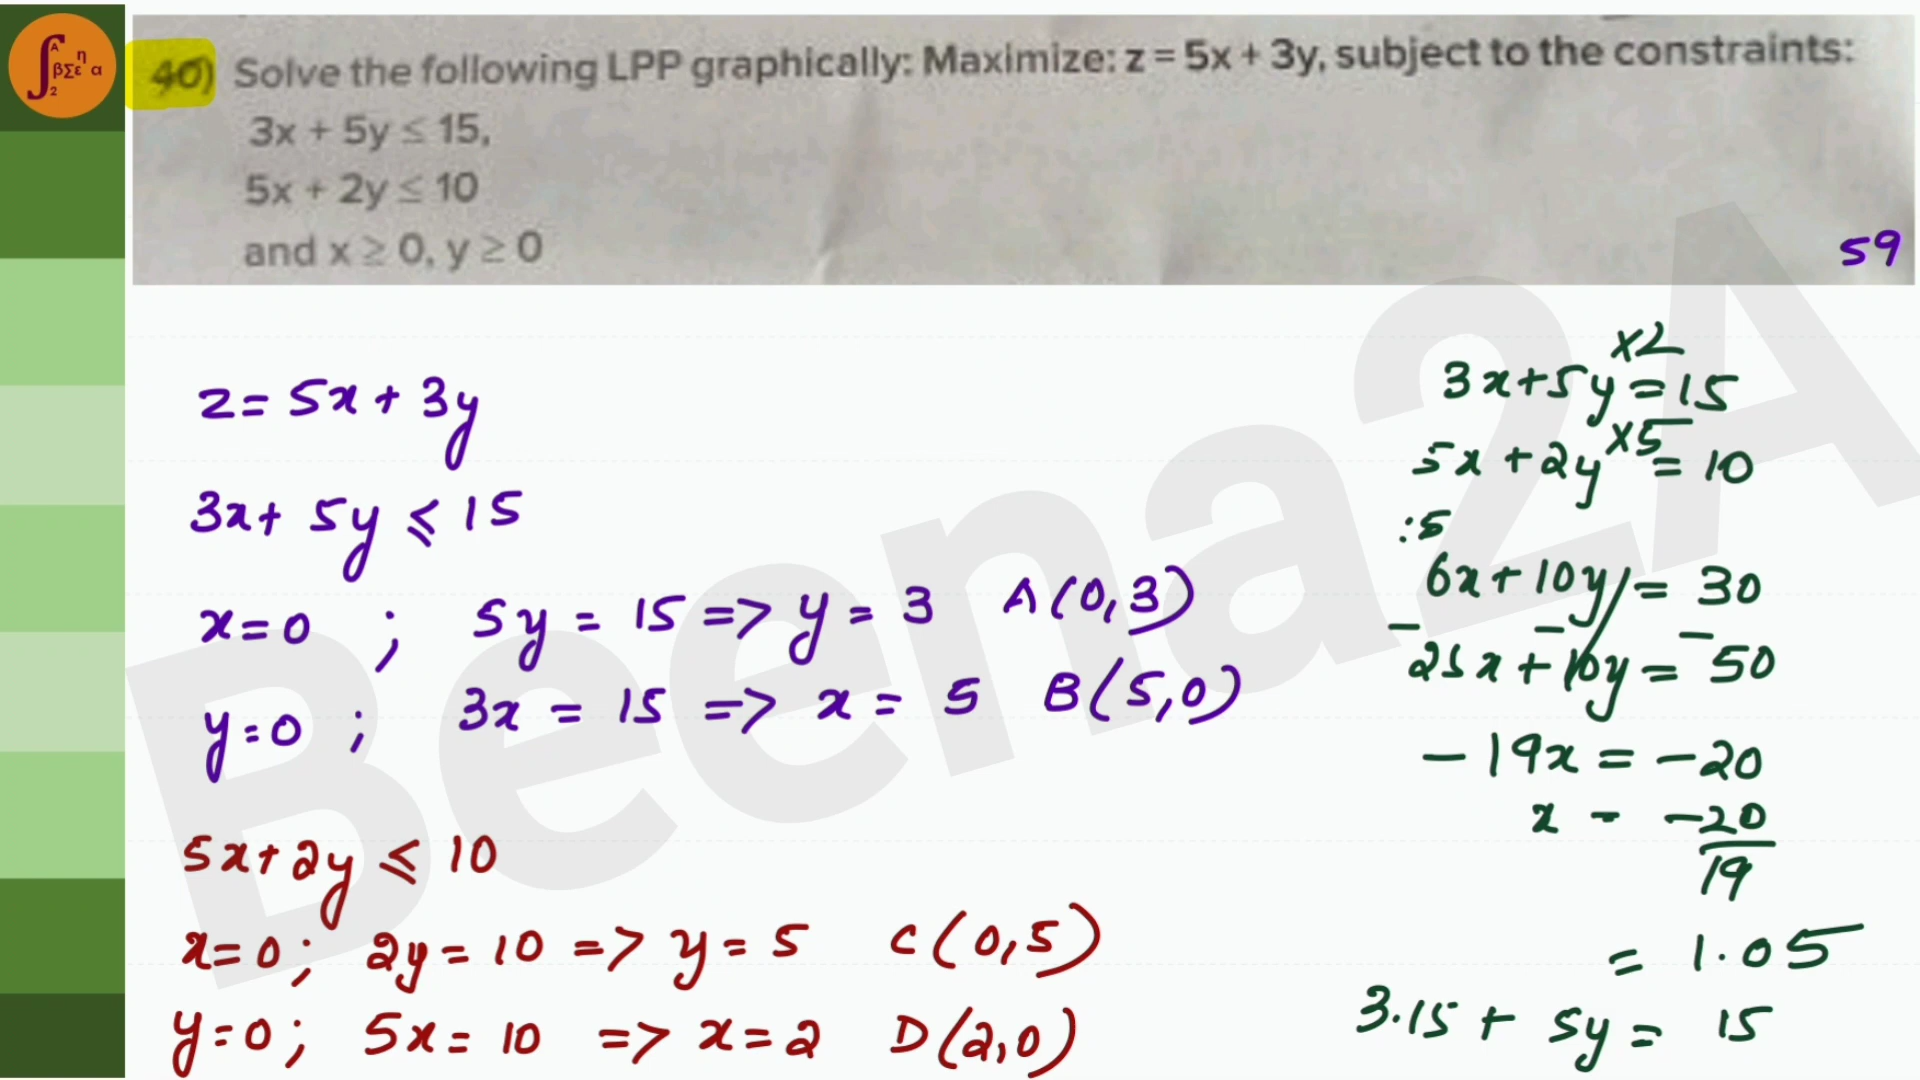 40) Solve the following LPP graphically: Maximize: z = 5x + 3y, subject to the constraints:
3x + 5y ≤ 15,
5x + 2y ≤ 10
and x ≥ 0, y ≥ 0
59
z = 5x + 3y
3x + 5y ≤ 15
x = 0 ; 5y = 15 => y = 3 A(0,3)
y = 0 ; 3x = 15 => x = 5 B(5,0)
5x + 2y ≤ 10
x = 0 ; 2y = 10 => y = 5 C(0,5)
y = 0 ; 5x = 10 => x = 2 D(2,0)
×2
3x + 5y = 15
×5
5x + 2y = 10
:5
6x + 10y = 30
− − −
25x + 10y = 50
−19x = −20
x = −20
19
= 1.05
3.15 + 5y = 15
Beena2A